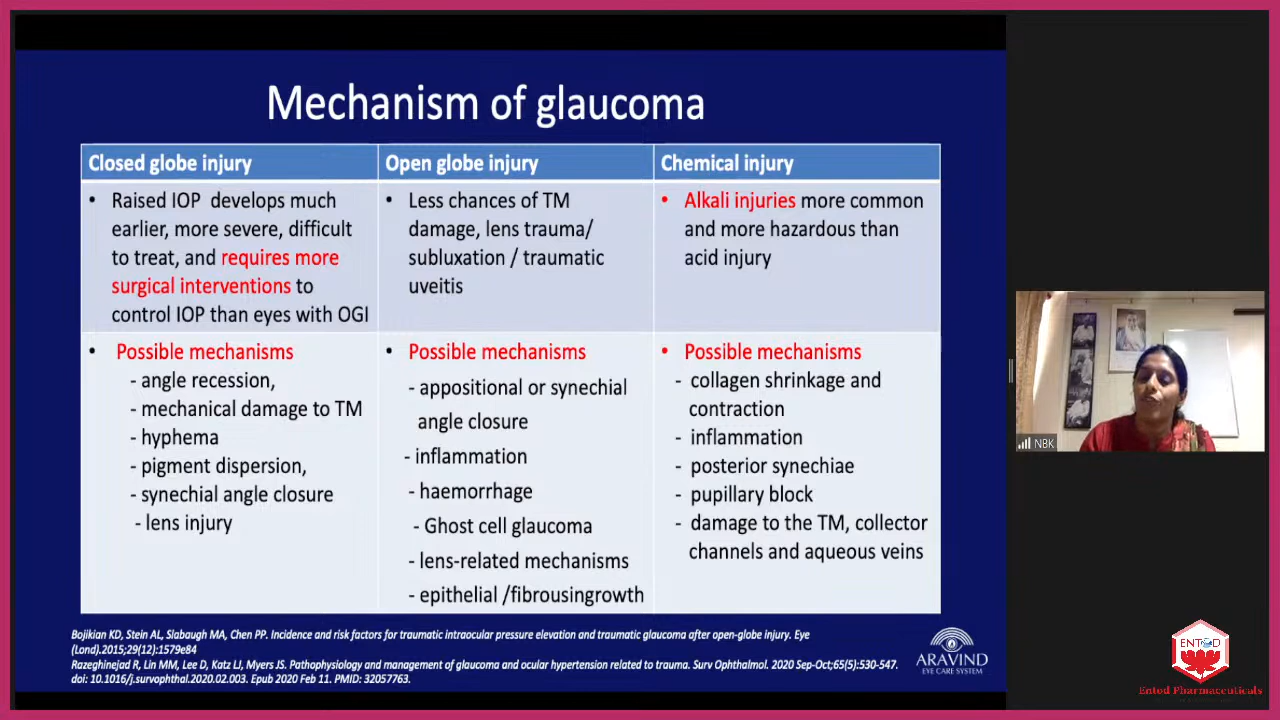 Mechanism of glaucoma
Closed globe injury
Open globe injury
Chemical injury
• Raised IOP develops much
earlier, more severe, difficult
to treat, and requires more
surgical interventions to
control IOP than eyes with OGI
• Less chances of TM
damage, lens trauma/
subluxation / traumatic
uveitis
• Alkali injuries more common
and more hazardous than
acid injury
• Possible mechanisms
- angle recession,
- mechanical damage to TM
- hyphema
- pigment dispersion,
- synechial angle closure
- lens injury
• Possible mechanisms
- appositional or synechial
angle closure
- inflammation
- haemorrhage
- Ghost cell glaucoma
- lens-related mechanisms
- epithelial /fibrousingrowth
• Possible mechanisms
- collagen shrinkage and
contraction
- inflammation
- posterior synechiae
- pupillary block
- damage to the TM, collector
channels and aqueous veins
Bojikian KD, Stein AL, Slabaugh MA, Chen PP. Incidence and risk factors for traumatic intraocular pressure elevation and traumatic glaucoma after open-globe injury. Eye
(Lond).2015;29(12):1579e84
Razeghinejad R, Lin MM, Lee D, Katz LJ, Myers JS. Pathophysiology and management of glaucoma and ocular hypertension related to trauma. Surv Ophthalmol. 2020 Sep-Oct;65(5):530-547.
doi: 10.1016/j.survophthal.2020.02.003. Epub 2020 Feb 11. PMID: 32057763.
ARAVIND
EYE CARE SYSTEM
NBK
ENTOD
Entod Pharmaceuticals